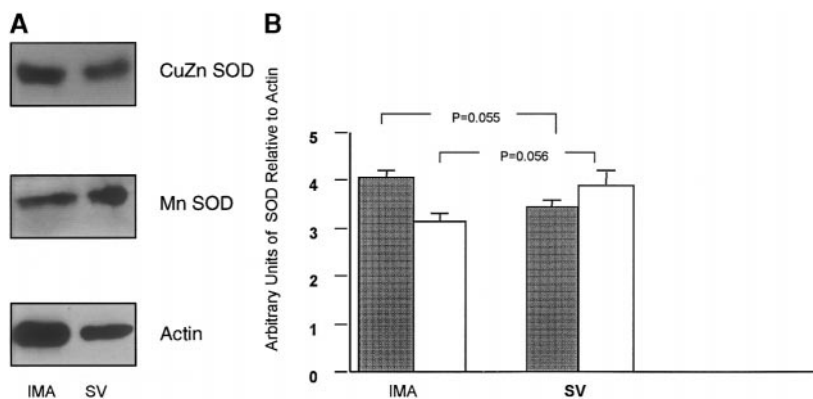 A
CuZn SOD
Mn SOD
Actin
IMA SV
B
Arbitrary Units of SOD Relative to Actin
5
4
3
2
1
0
P=0.055
P=0.056
IMA SV